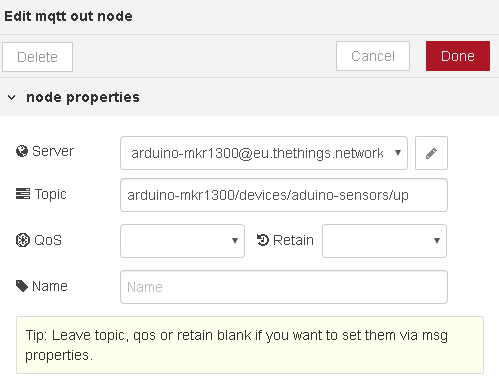 Edit mqtt out node
Delete Cancel Done
node properties
Server arduino-mkr1300@eu.thethings.network
Topic arduino-mkr1300/devices/aduino-sensors/up
QoS Retain
Name Name
Tip: Leave topic, qos or retain blank if you want to set them via msg
properties.